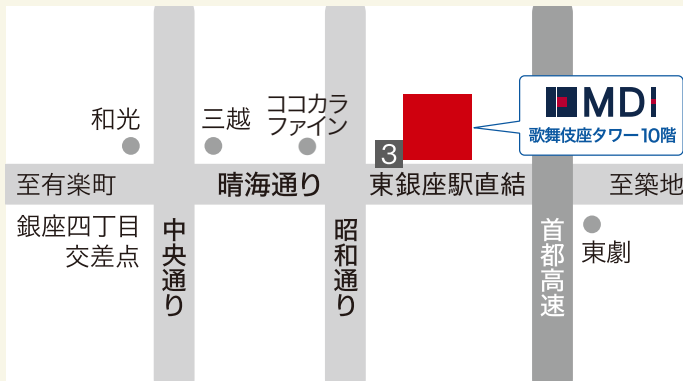 和光
三越
ココカラ
ファイン
MDI
歌舞伎座タワー10階
3
至有楽町
晴海通り
東銀座駅直結
至築地
銀座四丁目
交差点
中央通り
昭和通り
首都高速
東劇